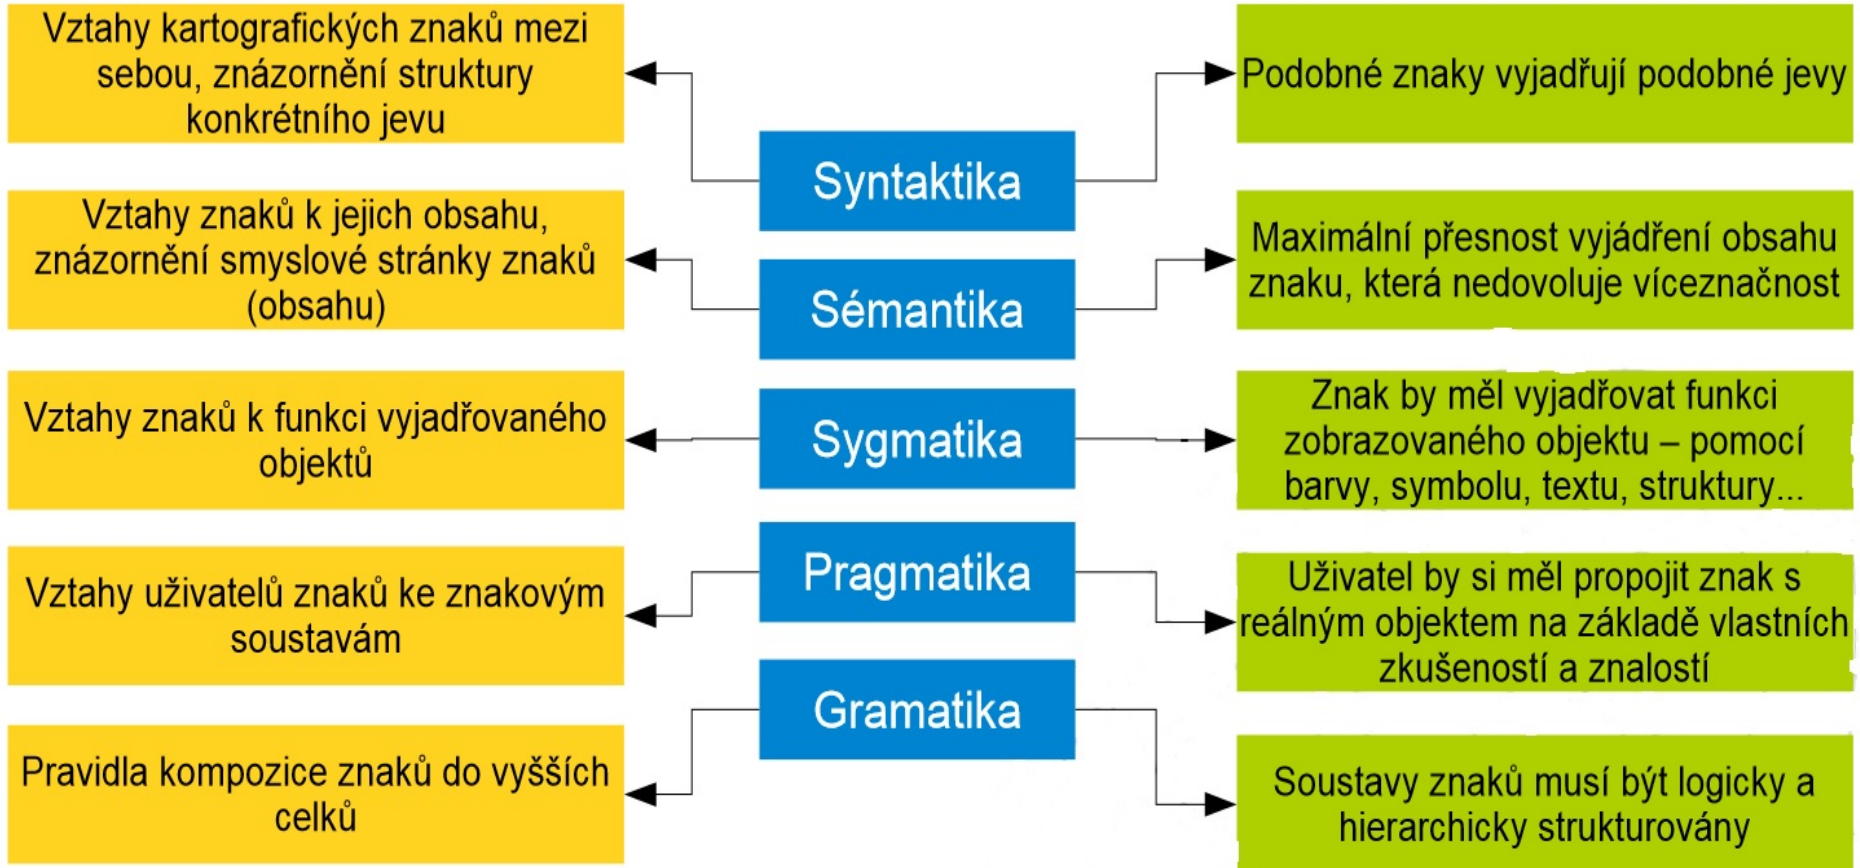 Vztahy kartografických znaků mezi
sebou, znázornění struktury
konkrétního jevu
Syntaktika
Podobné znaky vyjadřují podobné jevy
Vztahy znaků k jejich obsahu,
znázornění smyslové stránky znaků
(obsahu)
Sémantika
Maximální přesnost vyjádření obsahu
znaku, která nedovoluje víceznačnost
Vztahy znaků k funkci vyjadřovaného
objektů
Sygmatika
Znak by měl vyjadřovat funkci
zobrazovaného objektu – pomocí
barvy, symbolu, textu, struktury...
Vztahy uživatelů znaků ke znakovým
soustavám
Pragmatika
Uživatel by si měl propojit znak s
reálným objektem na základě vlastních
zkušeností a znalostí
Pravidla kompozice znaků do vyšších
celků
Gramatika
Soustavy znaků musí být logicky a
hierarchicky strukturovány